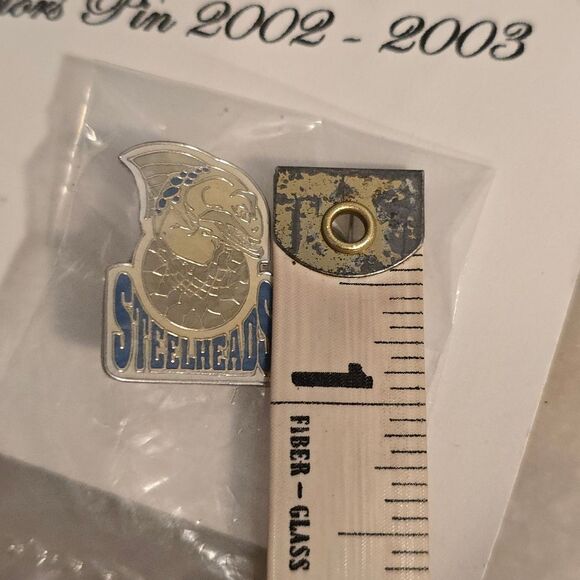 Pin 2002 - 2003
STEELHEADS
1
FIBER - GLASS